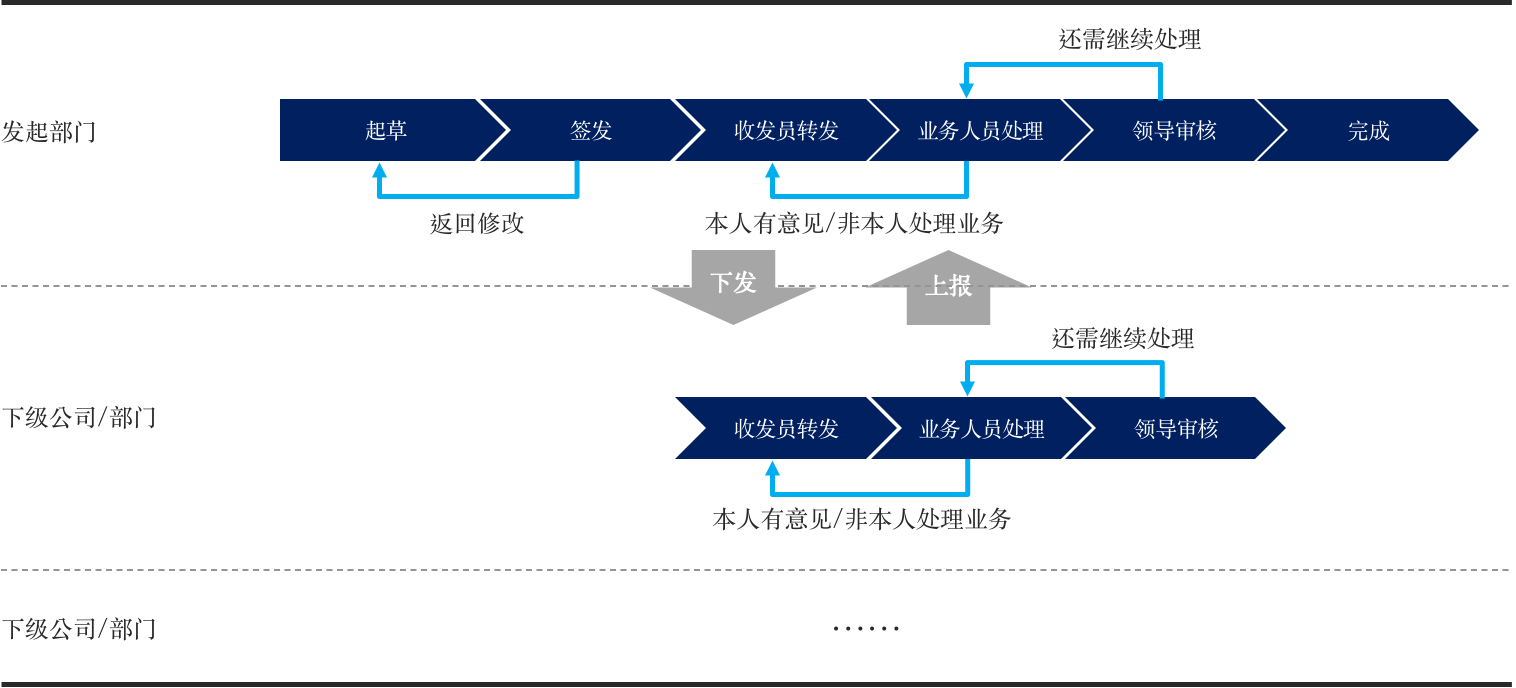 还需继续处理
发起部门
起草
签发
收发员转发
业务人员处理
领导审核
完成
返回修改
本人有意见/非本人处理业务
下发
上报
还需继续处理
下级公司/部门
收发员转发
业务人员处理
领导审核
本人有意见/非本人处理业务
下级公司/部门
······